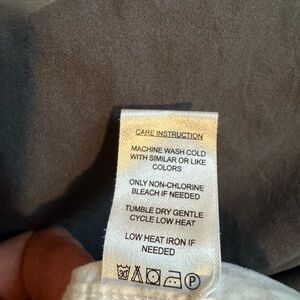 CARE INSTRUCTION
MACHINE WASH COLD
WITH SIMILAR OR LIKE
COLORS
ONLY NON-CHLORINE
BLEACH IF NEEDED
TUMBLE DRY GENTLE
CYCLE LOW HEAT
LOW HEAT IRON IF
NEEDED